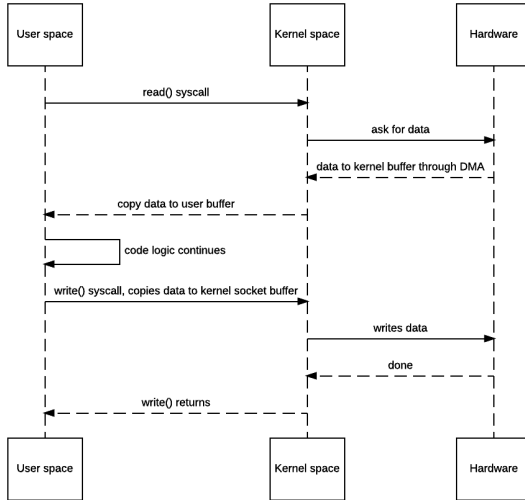 User space
Kernel space
Hardware
read() syscall
ask for data
data to kernel buffer through DMA
copy data to user buffer
code logic continues
write() syscall, copies data to kernel socket buffer
writes data
done
write() returns
User space
Kernel space
Hardware